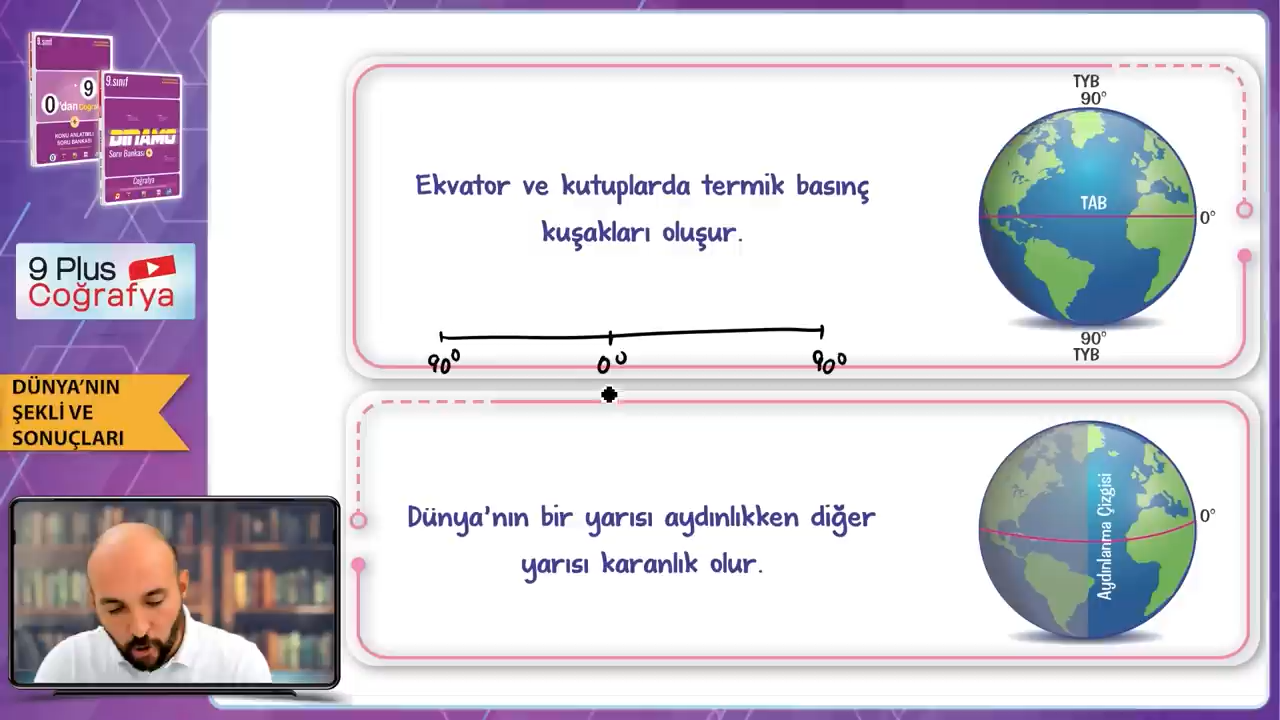 9.sınıf
0'dan
9
KONU ANLATIMLI
SORU BANKASI
9.sınıf
DİNAMO
Soru Bankası
Coğrafya
9 Plus
Coğrafya
DÜNYA'NIN
ŞEKLİ VE
SONUÇLARI
TYB
90°
Ekvator ve kutuplarda termik basınç
kuşakları oluşur.
TAB
0°
90°
TYB
90° 0° 90°
Dünya'nın bir yarısı aydınlıkken diğer
yarısı karanlık olur.
Aydınlanma Çizgisi
0°